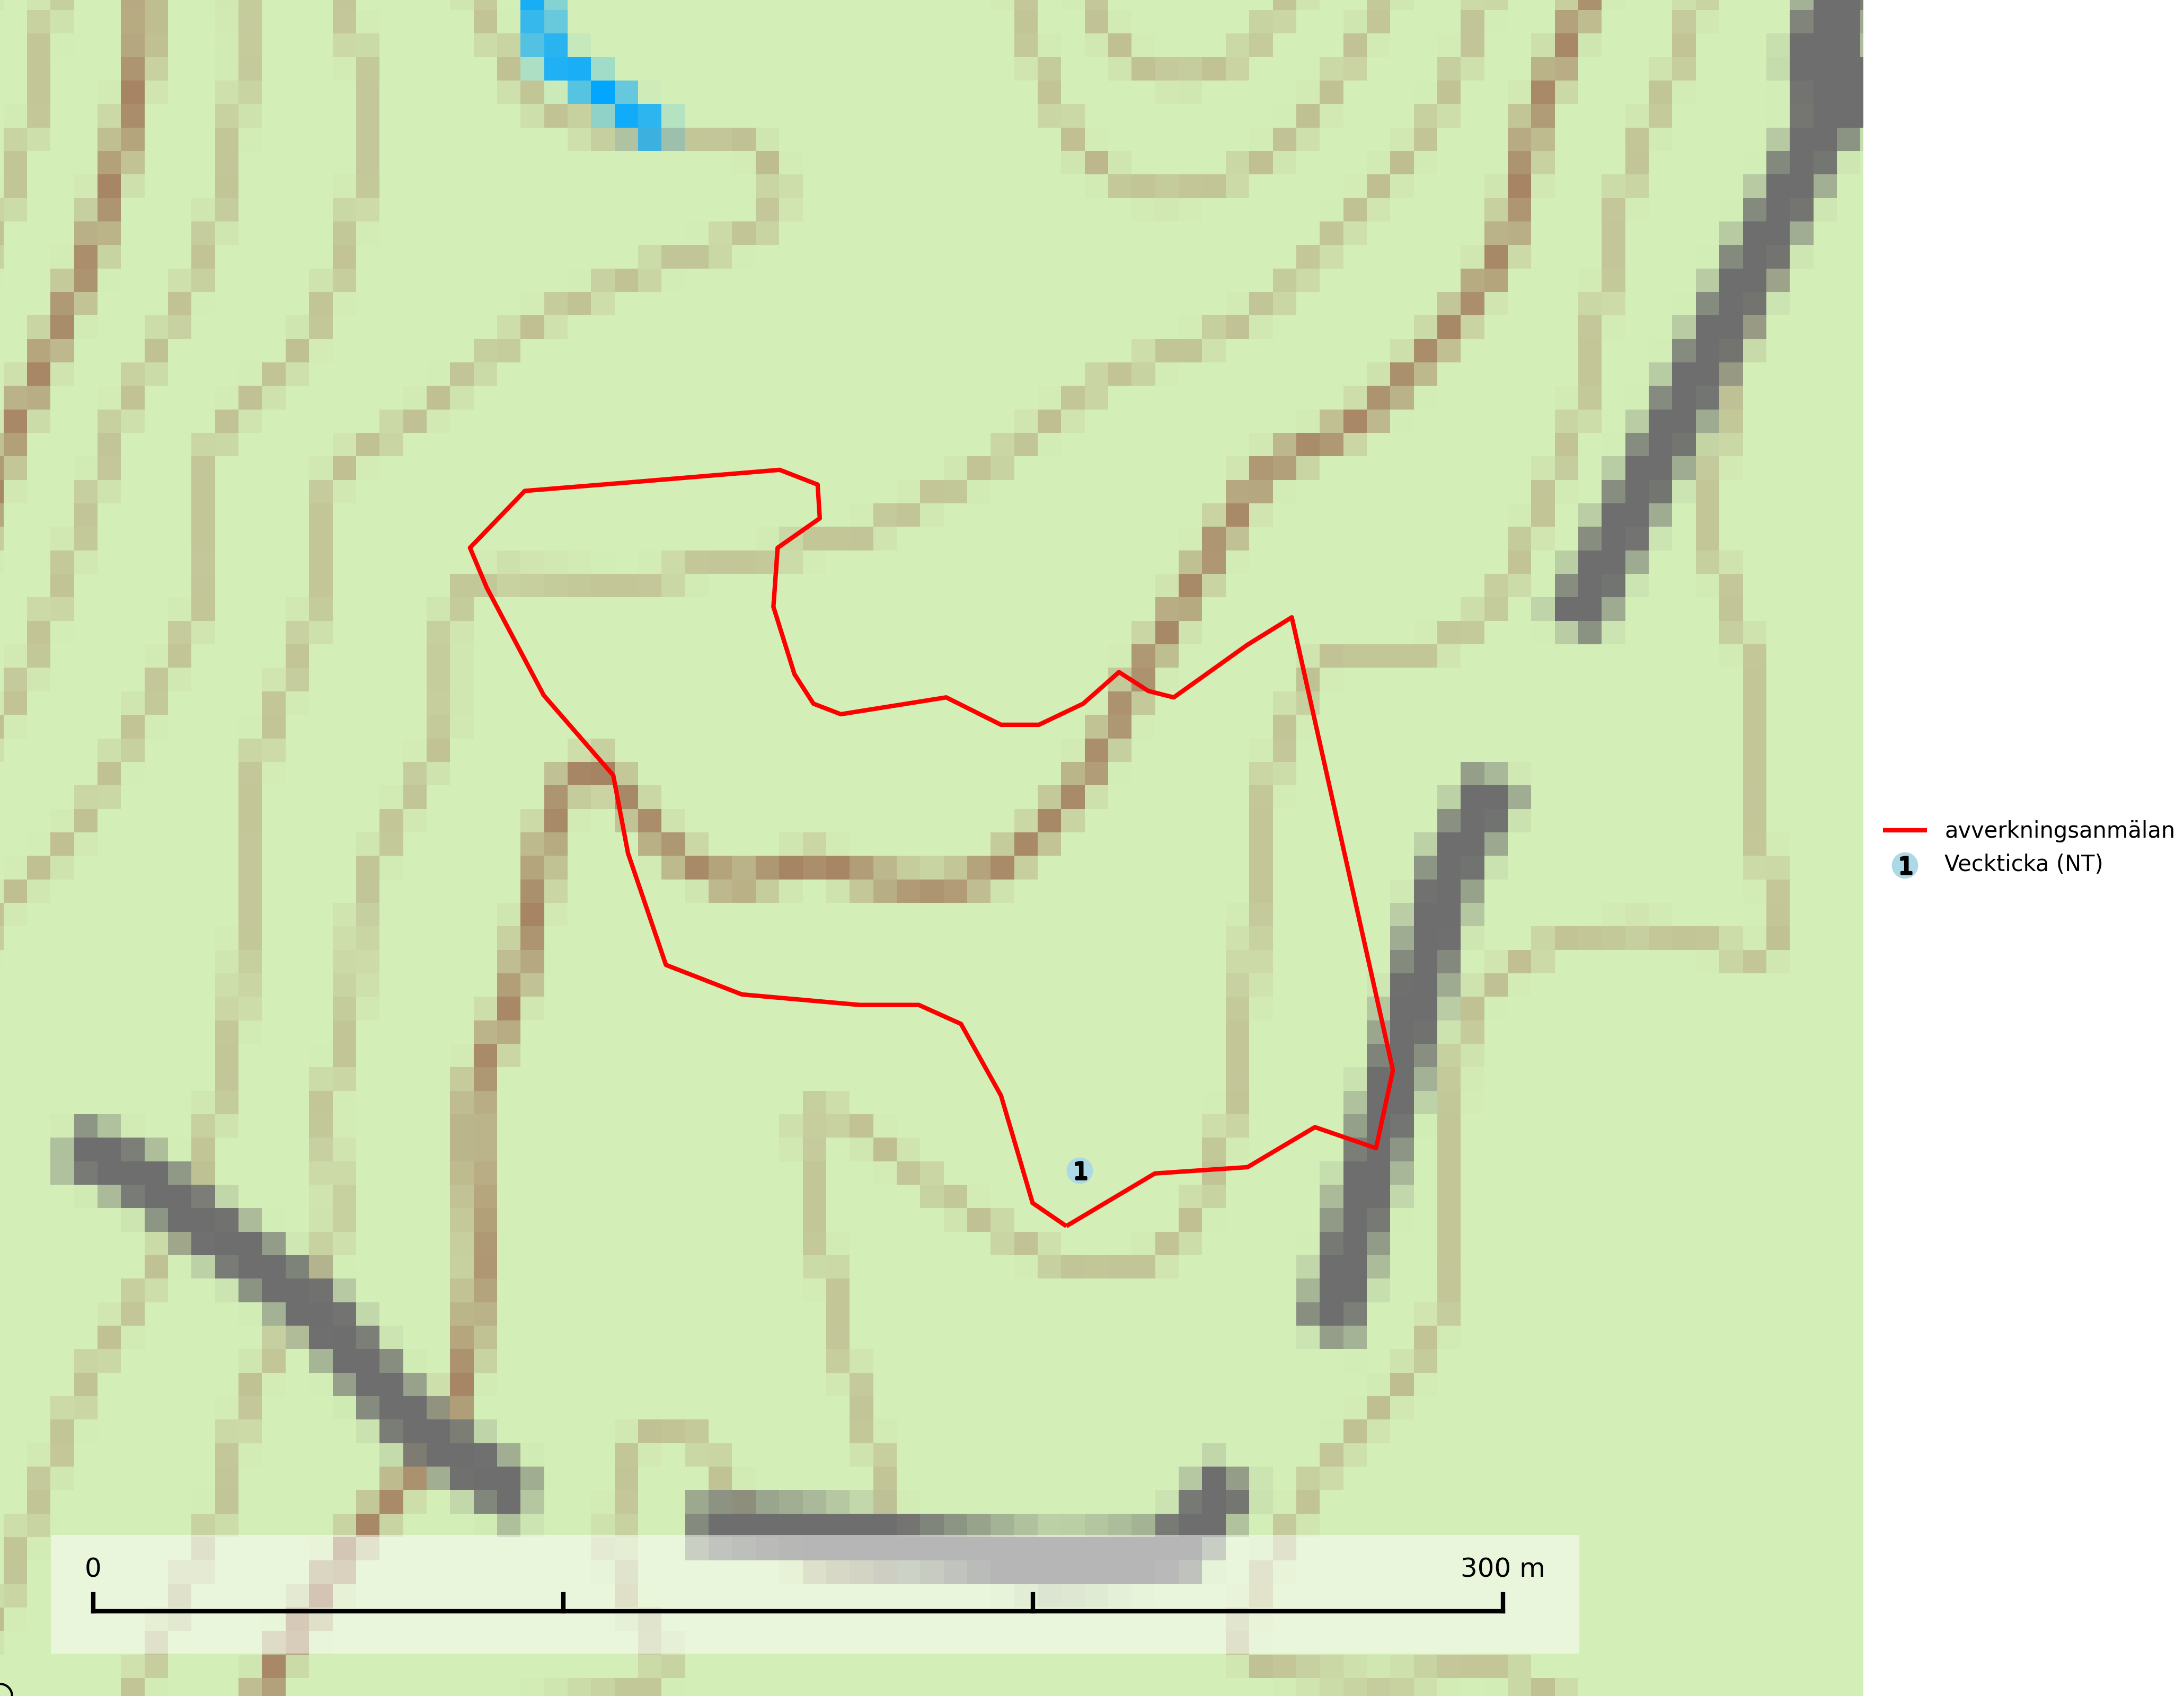 avverkningsanmälan
1 Veckticka (NT)
1
0 300 m